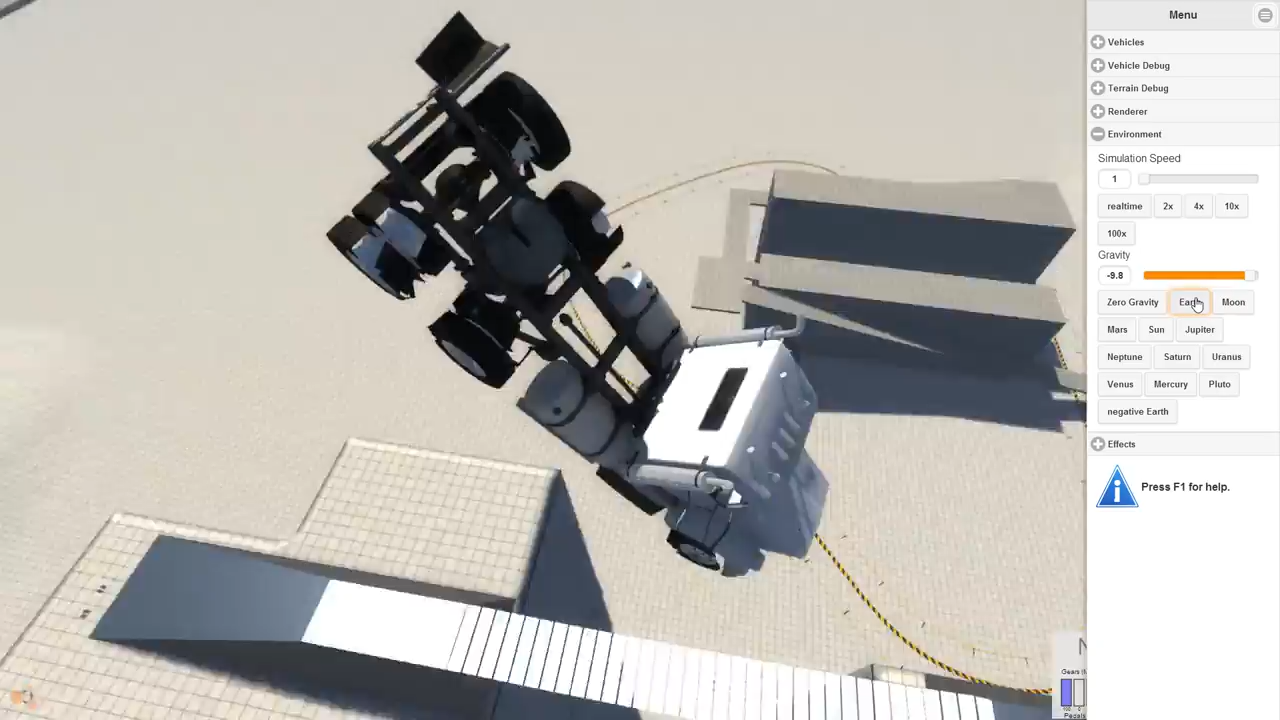 Menu
Vehicles
Vehicle Debug
Terrain Debug
Renderer
Environment
Simulation Speed
1
realtime 2x 4x 10x
100x
Gravity
-9.8
Zero Gravity Earth Moon
Mars Sun Jupiter
Neptune Saturn Uranus
Venus Mercury Pluto
negative Earth
Effects
Press F1 for help.
N
Gears (
Pedals